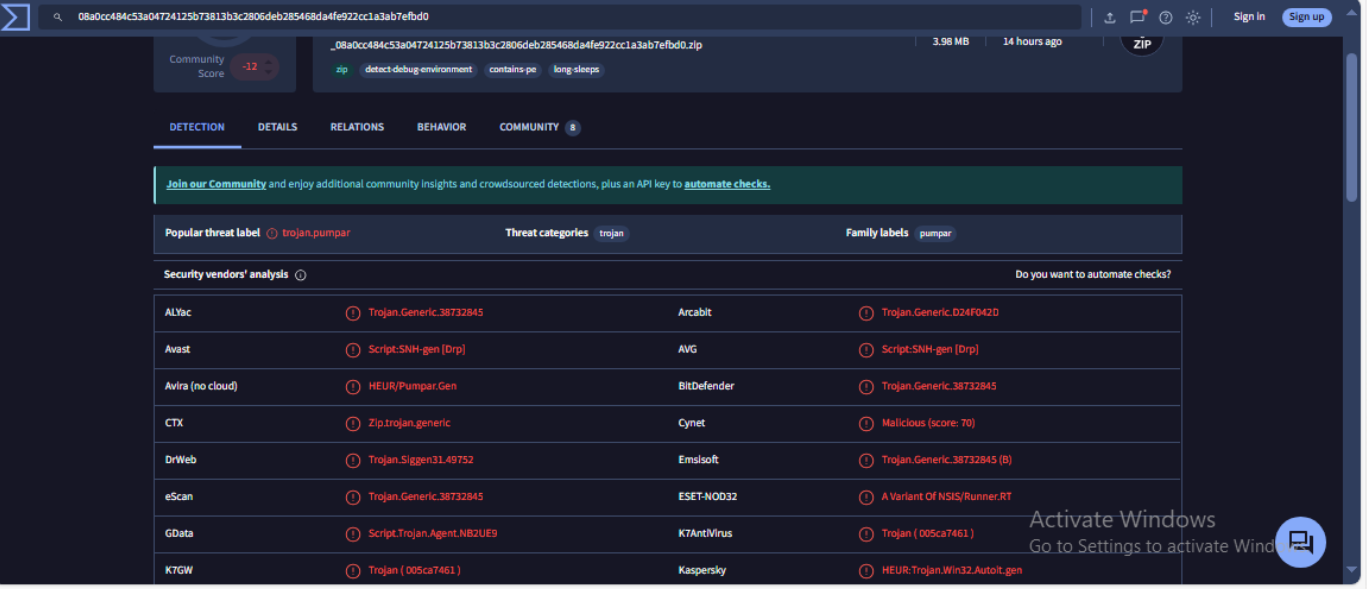 08a0cc484c53a04724125b73813b3c2806deb285468da4fe922cc1a3ab7efbd0
Sign in
Sign up
Community Score
-12
_08a0cc484c53a04724125b73813b3c2806deb285468da4fe922cc1a3ab7efbd0.zip
3.98 MB
14 hours ago
ZIP
zip
detect-debug-environment
contains-pe
long-sleeps
DETECTION
DETAILS
RELATIONS
BEHAVIOR
COMMUNITY 8
Join our Community and enjoy additional community insights and crowdsourced detections, plus an API key to automate checks.
Popular threat label trojan.pumpar
Threat categories trojan
Family labels pumpar
Security vendors' analysis
Do you want to automate checks?
ALYac Trojan.Generic.38732845 Arcabit Trojan.Generic.D24F042D
Avast Script:SNH-gen [Drp] AVG Script:SNH-gen [Drp]
Avira (no cloud) HEUR/Pumpar.Gen BitDefender Trojan.Generic.38732845
CTX Zip.trojan.generic Cynet Malicious (score: 70)
DrWeb Trojan.Siggen31.49752 Emsisoft Trojan.Generic.38732845 (B)
eScan Trojan.Generic.38732845 ESET-NOD32 A Variant Of NSIS/Runner.RT
GData Script.Trojan.Agent.NB2UE9 K7AntiVirus Trojan ( 005ca7461 )
K7GW Trojan ( 005ca7461 ) Kaspersky HEUR:Trojan.Win32.Autoit.gen
Activate Windows
Go to Settings to activate